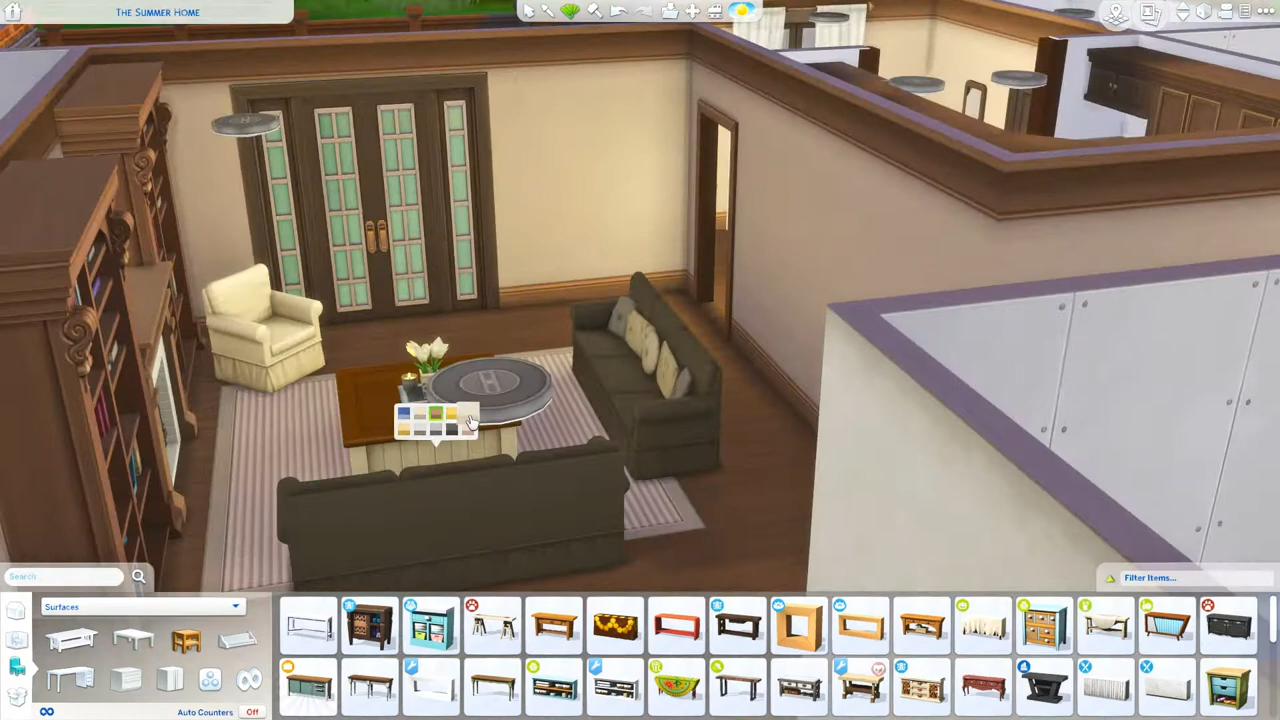 The Summer Home
Search
Filter Items...
Surfaces
Auto Counters Off